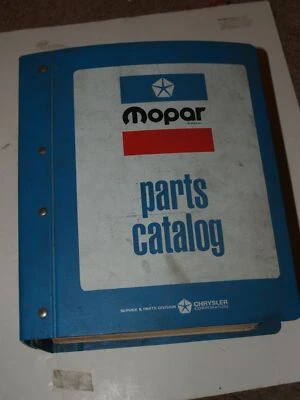 Mopar
parts
catalog
SERVICE & PARTS DIVISION CHRYSLER
CORPORATION